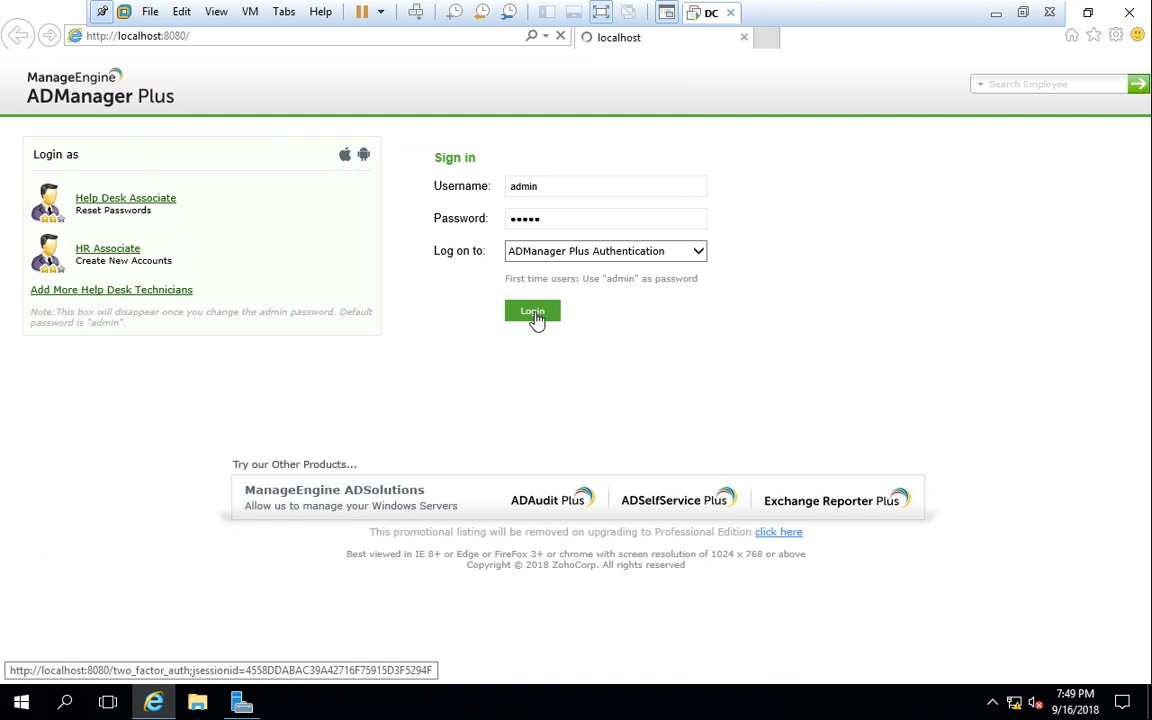 File Edit View VM Tabs Help DC
http://localhost:8080/ localhost
ManageEngine
ADManager Plus
Search Employee
Login as
Help Desk Associate
Reset Passwords
HR Associate
Create New Accounts
Add More Help Desk Technicians
Note:This box will disappear once you change the admin password. Default
password is "admin".
Sign in
Username: admin
Password: •••••
Log on to: ADManager Plus Authentication
First time users: Use "admin" as password
Login
Try our Other Products...
ManageEngine ADSolutions
Allow us to manage your Windows Servers
ADAudit Plus ADSelfService Plus Exchange Reporter Plus
This promotional listing will be removed on upgrading to Professional Edition click here
Best viewed in IE 8+ or Edge or FireFox 3+ or chrome with screen resolution of 1024 x 768 or above
Copyright © 2018 ZohoCorp. All rights reserved
http://localhost:8080/two_factor_auth;jsessionid=4558DDABAC39A42716F75915D3F5294F
7:49 PM
9/16/2018